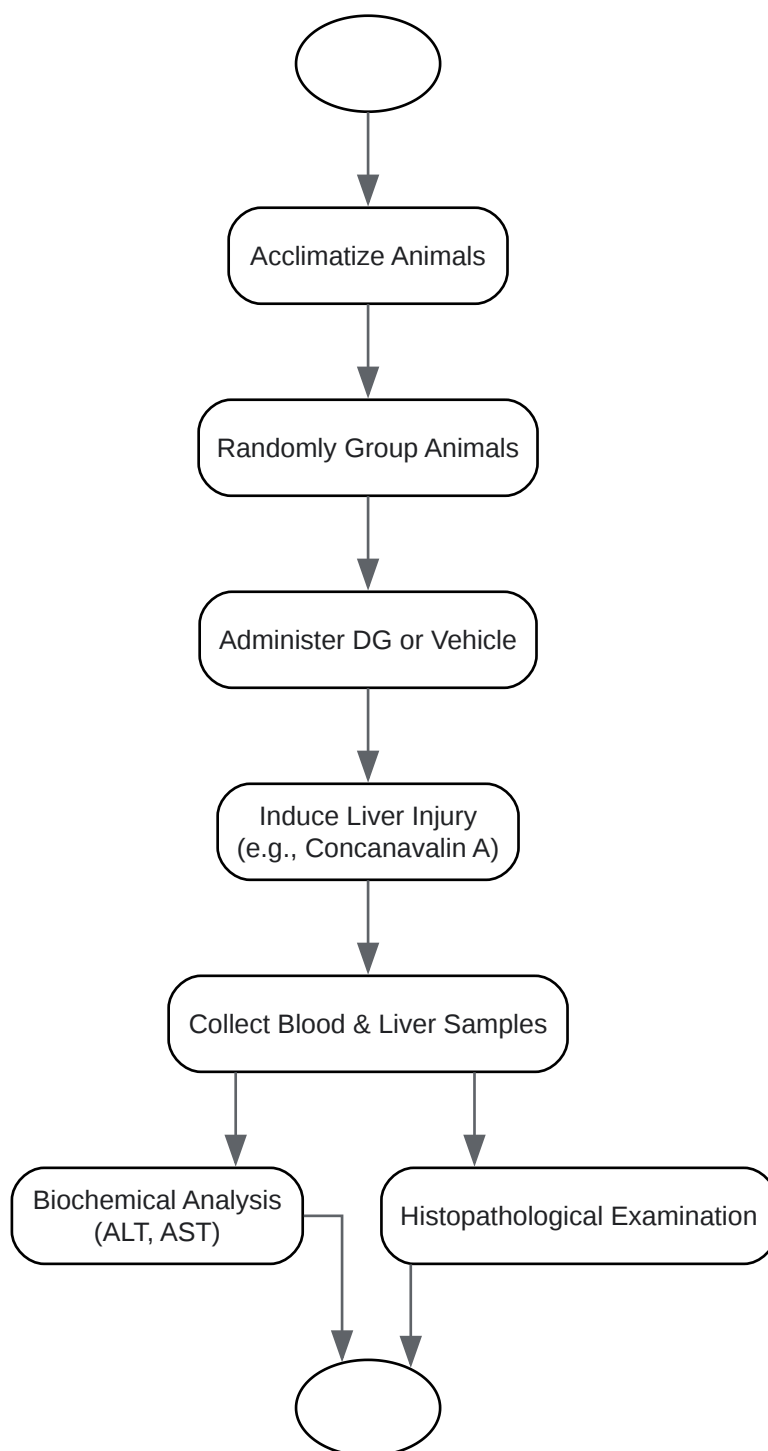 Acclimatize Animals
Randomly Group Animals
Administer DG or Vehicle
Induce Liver Injury
(e.g., Concanavalin A)
Collect Blood & Liver Samples
Biochemical Analysis
(ALT, AST)
Histopathological Examination